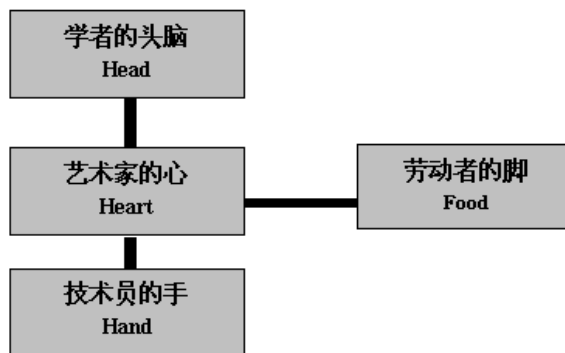 学者的头脑
Head
艺术家的心
Heart
劳动者的脚
Food
技术员的手
Hand